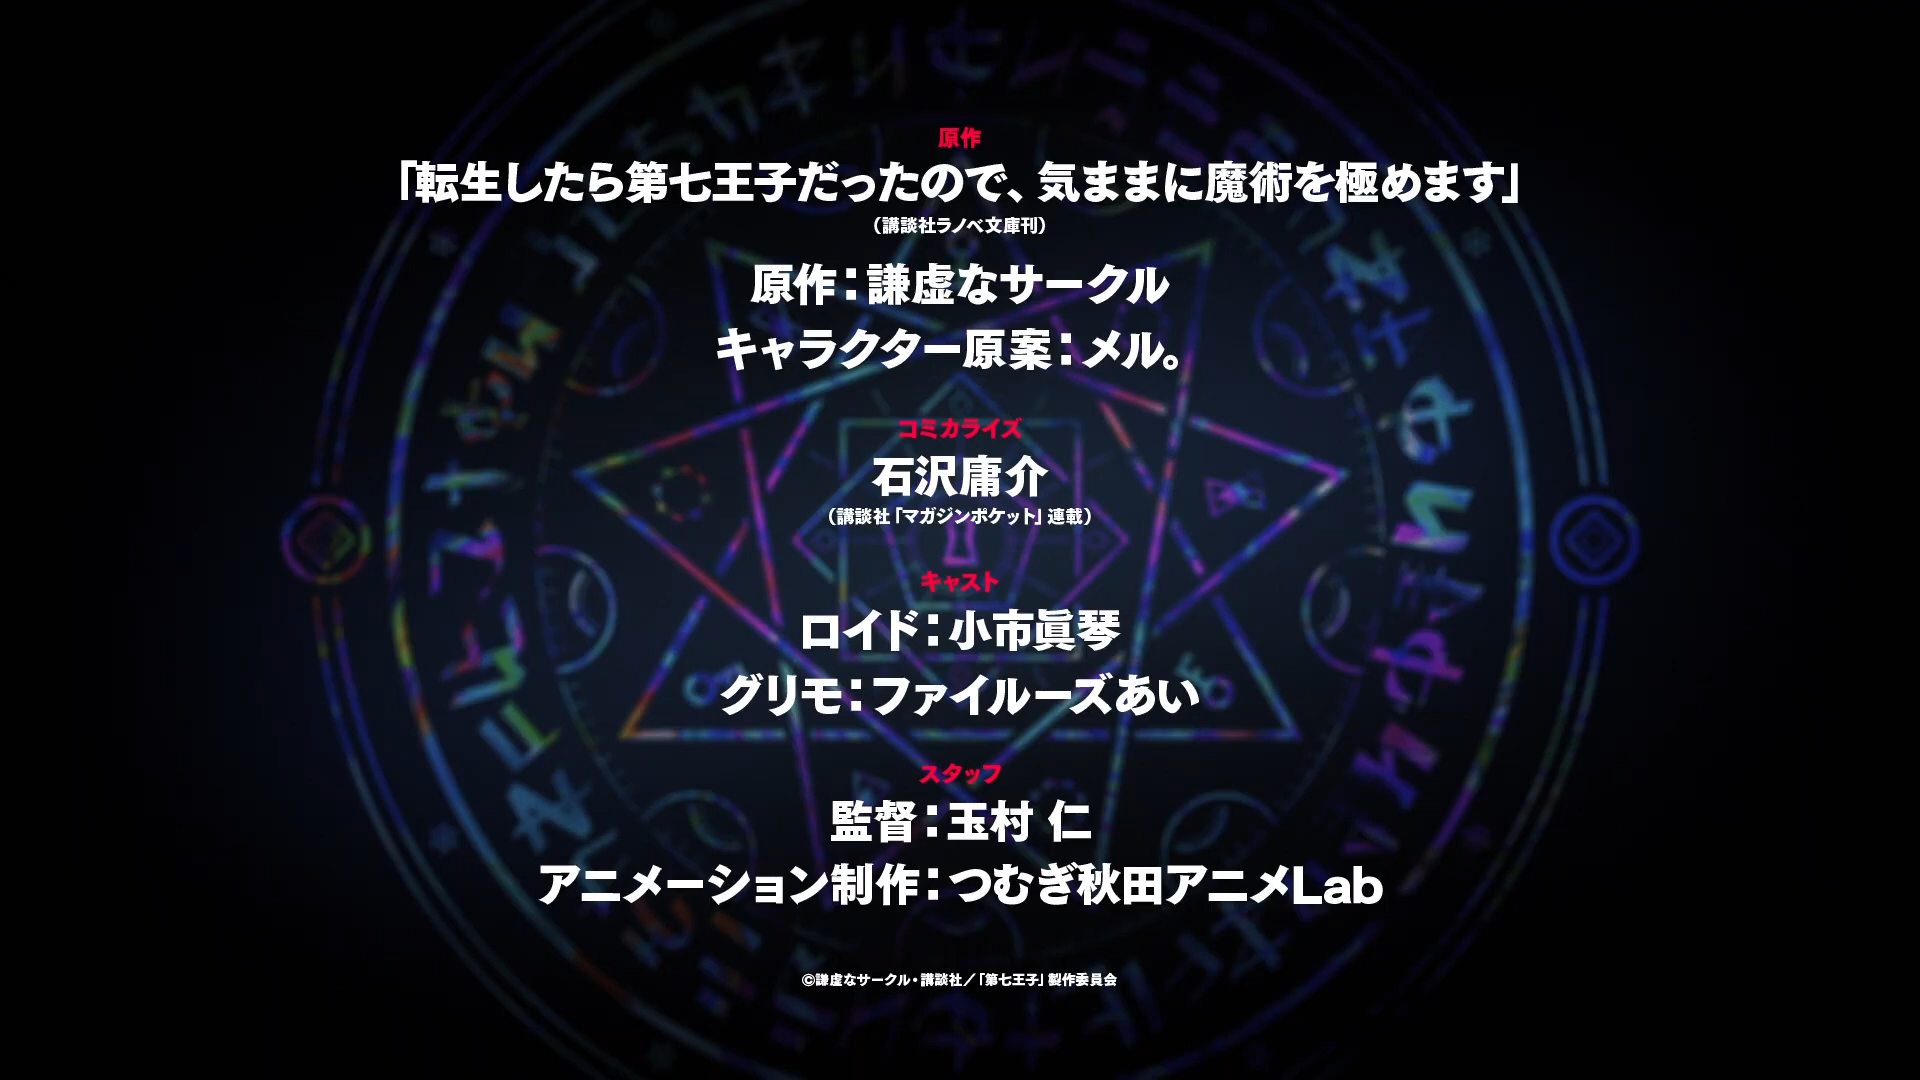 原作
「転生したら第七王子だったので、気ままに魔術を極めます」
（講談社ラノベ文庫刊）
原作：謙虚なサークル
キャラクター原案：メル。
コミカライズ
石沢庸介
（講談社「マガジンポケット」連載）
キャスト
ロイド：小市眞琴
グリモ：ファイルーズあい
スタッフ
監督：玉村 仁
アニメーション制作：つむぎ秋田アニメLab
©謙虚なサークル・講談社／「第七王子」製作委員会